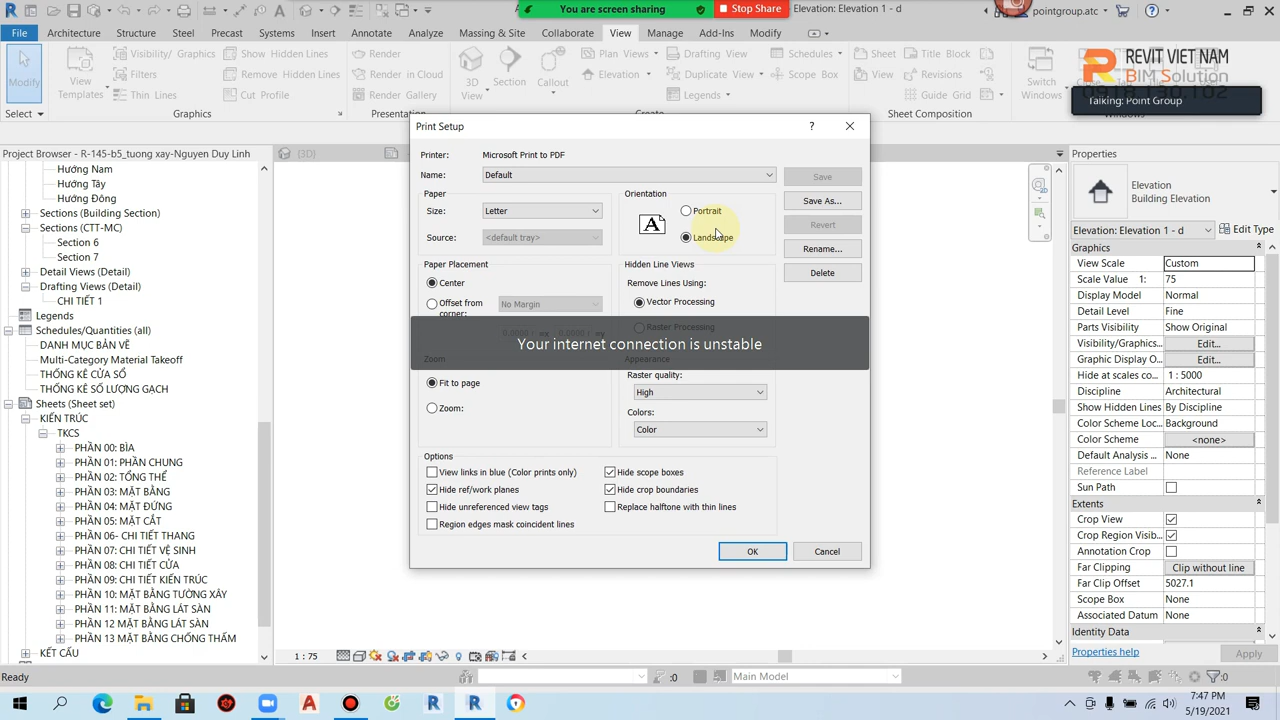 You are screen sharing
Stop Share
Elevation: Elevation 1 - d
pointgroup.atc
File
Architecture
Structure
Steel
Precast
Systems
Insert
Annotate
Analyze
Massing & Site
Collaborate
View
Manage
Add-Ins
Modify
Modify
View
Templates
Visibility/ Graphics
Filters
Thin Lines
Show Hidden Lines
Remove Hidden Lines
Cut Profile
Render
Render in Cloud
Render Gallery
3D
View
Section
Callout
Plan Views
Elevation
Drafting View
Duplicate View
Legends
Schedules
Scope Box
Sheet
View
Title Block
Revisions
Guide Grid
Switch
Windows
REVIT VIET NAM
BIM Solution
Talking: Point Group
Select
Graphics
Presentation
Create
Sheet Composition
Project Browser - R-145-b5_tuong xay-Nguyen Duy Linh
Hướng Nam
Hướng Tây
Hướng Đông
Sections (Building Section)
Sections (CTT-MC)
Section 6
Section 7
Detail Views (Detail)
Drafting Views (Detail)
CHI TIẾT 1
Legends
Schedules/Quantities (all)
DANH MỤC BẢN VẼ
Multi-Category Material Takeoff
THỐNG KÊ CỬA SỔ
THỐNG KÊ SỐ LƯỢNG GẠCH
Sheets (Sheet set)
KIẾN TRÚC
TKCS
PHẦN 00: BÌA
PHẦN 01: PHẦN CHUNG
PHẦN 02: TỔNG THỂ
PHẦN 03: MẶT BẰNG
PHẦN 04: MẶT ĐỨNG
PHẦN 05: MẶT CẮT
PHẦN 06- CHI TIẾT THANG
PHẦN 07: CHI TIẾT VỆ SINH
PHẦN 08: CHI TIẾT CỬA
PHẦN 09: CHI TIẾT KIẾN TRÚC
PHẦN 10: MẶT BẰNG TƯỜNG XÂY
PHẦN 11: MẶT BẰNG LÁT SÀN
PHẦN 12 MẶT BẰNG LÁT SÀN
PHẦN 13 MẶT BẰNG CHỐNG THẤM
KẾT CẤU
(3D)
Print Setup
?
Printer: Microsoft Print to PDF
Name: Default
Save
Save As...
Revert
Rename...
Delete
Paper
Size: Letter
Source: <default tray>
Orientation
Portrait
Landscape
Paper Placement
Center
Offset from
corner:
No Margin
Hidden Line Views
Remove Lines Using:
Vector Processing
Raster Processing
Your internet connection is unstable
Zoom
Fit to page
Zoom:
Appearance
Raster quality:
High
Colors:
Color
Options
View links in blue (Color prints only)
Hide ref/work planes
Hide unreferenced view tags
Region edges mask coincident lines
Hide scope boxes
Hide crop boundaries
Replace halftone with thin lines
OK
Cancel
Properties
Elevation
Building Elevation
Elevation: Elevation 1 - d
Edit Type
Graphics
View Scale Custom
Scale Value 1: 75
Display Model Normal
Detail Level Fine
Parts Visibility Show Original
Visibility/Graphics... Edit...
Graphic Display O... Edit...
Hide at scales co... 1 : 5000
Discipline Architectural
Show Hidden Lines By Discipline
Color Scheme Loc... Background
Color Scheme <none>
Default Analysis ... None
Reference Label
Sun Path
Extents
Crop View
Crop Region Visib...
Annotation Crop
Far Clipping Clip without line
Far Clip Offset 5027.1
Scope Box None
Associated Datum None
Identity Data
Properties help
Apply
1 : 75
Ready
:0
Main Model
:0
7:47 PM
5/19/2021